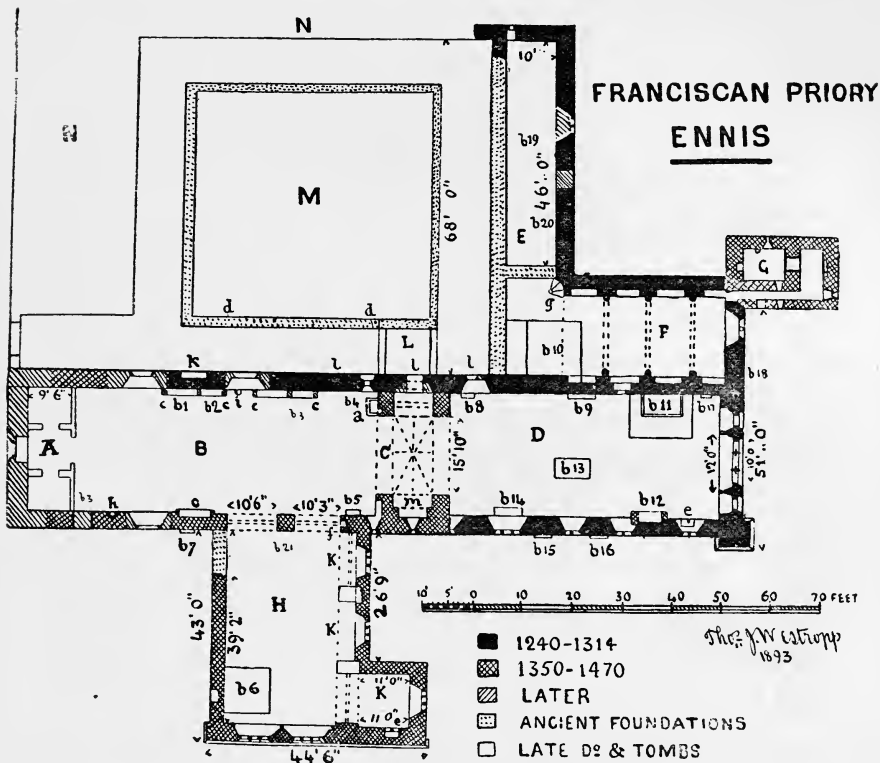 N
10'
FRANCISCAN PRIORY
ENNIS
N
M
68' 0"
b19
46'.0"
E
b20
G
d
d
g
L
b10
F
K
l
l
l
b18
9'6"
c
b1
b2
c
i
c
b3
c
b4
a
b8
b9
b11
b17
A
B
C
15'10"
D
b13
12'0"
10'0
51'.0"
b3
h
o
10'6"
10'3"
b5
m
b14
b12
e
b7
b21
f
K
b15
b16
43'0"
39'2"
H
K
26'9"
10' 5' 0 10 20 30 40 50 60 70 FEET
Thos. J. Westropp
1893
b6
11'0"
K
11'0"
e
44'6"
1240-1314
1350-1470
LATER
ANCIENT FOUNDATIONS
LATE Do & TOMBS